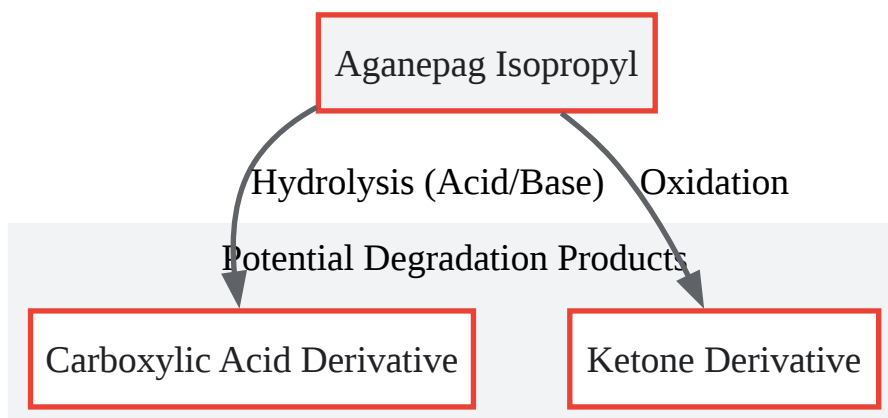 Aganepag Isopropyl
Hydrolysis (Acid/Base)
Oxidation
Potential Degradation Products
Carboxylic Acid Derivative
Ketone Derivative